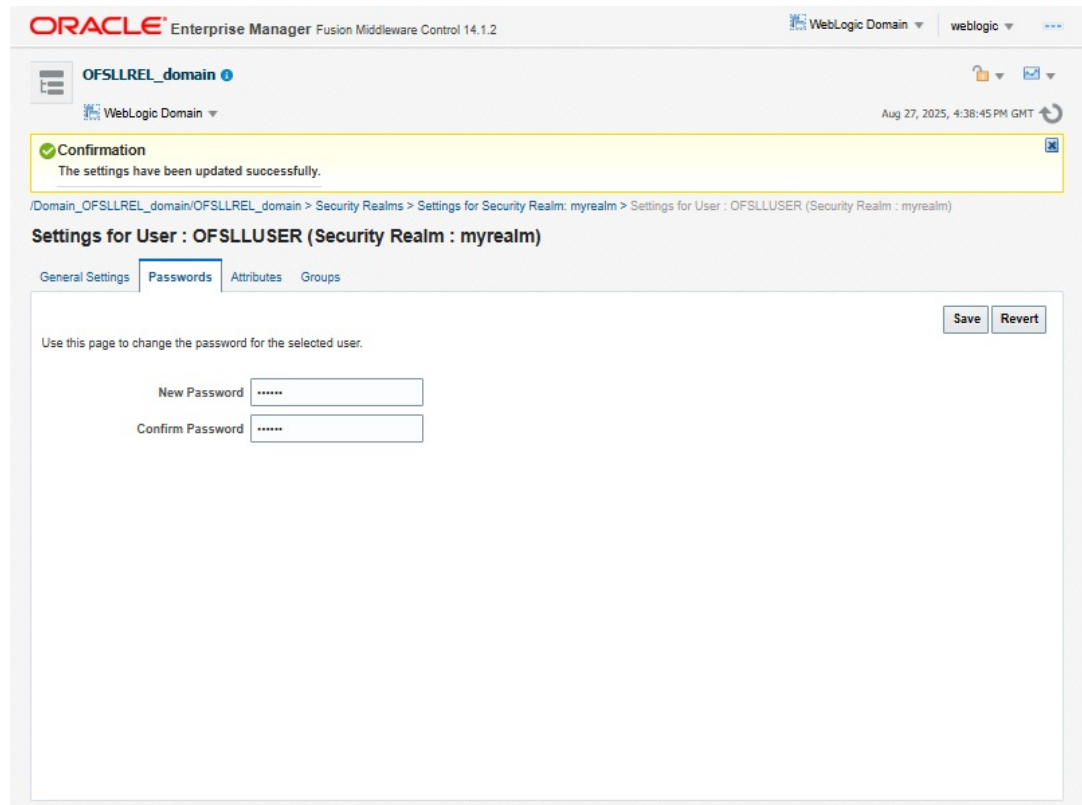 ORACLE Enterprise Manager Fusion Middleware Control 14.1.2 WebLogic Domain weblogic
OFSLLREL_domain
WebLogic Domain Aug 27, 2025, 4:38:45 PM GMT
Confirmation
The settings have been updated successfully.
/Domain_OFSLLREL_domain/OFSLLREL_domain > Security Realms > Settings for Security Realm: myrealm > Settings for User : OFSLLUSER (Security Realm : myrealm)
Settings for User : OFSLLUSER (Security Realm : myrealm)
General Settings Passwords Attributes Groups
Save Revert
Use this page to change the password for the selected user.
New Password ••••••
Confirm Password ••••••